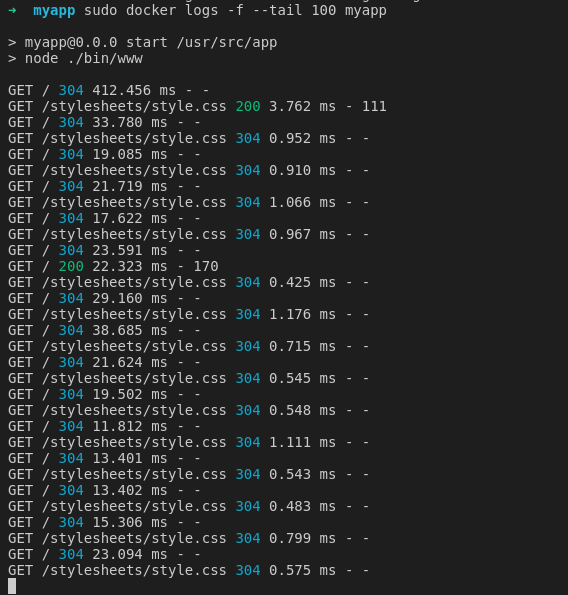 ➜  myapp sudo docker logs -f --tail 100 myapp

> myapp@0.0.0 start /usr/src/app
> node ./bin/www

GET / 304 412.456 ms - -
GET /stylesheets/style.css 200 3.762 ms - 111
GET / 304 33.780 ms - -
GET /stylesheets/style.css 304 0.952 ms - -
GET / 304 19.085 ms - -
GET /stylesheets/style.css 304 0.910 ms - -
GET / 304 21.719 ms - -
GET /stylesheets/style.css 304 1.066 ms - -
GET / 304 17.622 ms - -
GET /stylesheets/style.css 304 0.967 ms - -
GET / 304 23.591 ms - -
GET / 200 22.323 ms - 170
GET /stylesheets/style.css 304 0.425 ms - -
GET / 304 29.160 ms - -
GET /stylesheets/style.css 304 1.176 ms - -
GET / 304 38.685 ms - -
GET /stylesheets/style.css 304 0.715 ms - -
GET / 304 21.624 ms - -
GET /stylesheets/style.css 304 0.545 ms - -
GET / 304 19.502 ms - -
GET /stylesheets/style.css 304 0.548 ms - -
GET / 304 11.812 ms - -
GET /stylesheets/style.css 304 1.111 ms - -
GET / 304 13.401 ms - -
GET /stylesheets/style.css 304 0.543 ms - -
GET / 304 13.402 ms - -
GET /stylesheets/style.css 304 0.483 ms - -
GET / 304 15.306 ms - -
GET /stylesheets/style.css 304 0.799 ms - -
GET / 304 23.094 ms - -
GET /stylesheets/style.css 304 0.575 ms - -